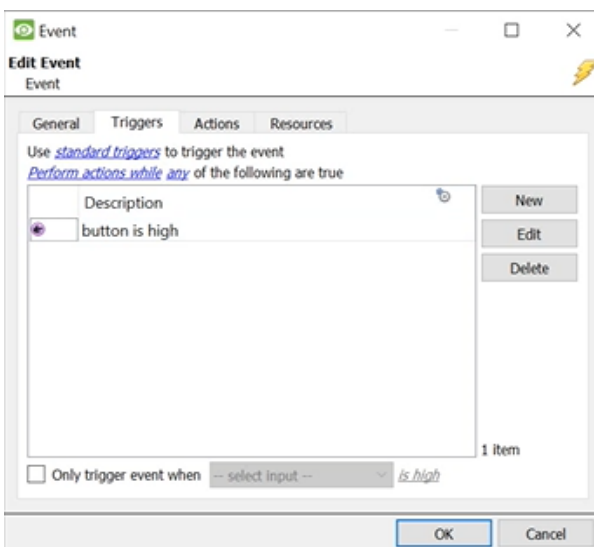 Event
Edit Event
Event
General Triggers Actions Resources
Use standard triggers to trigger the event
Perform actions while any of the following are true
Description
button is high
New
Edit
Delete
1 item
Only trigger event when -- select input -- is high
OK Cancel